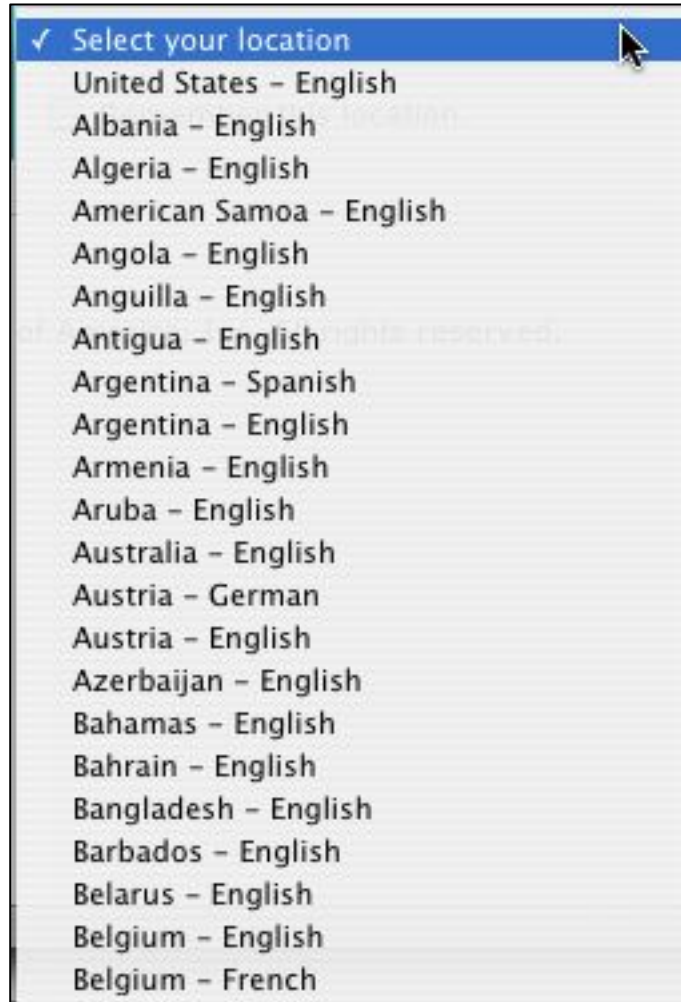 ✓ Select your location
United States – English
Albania – English
Algeria – English
American Samoa – English
Angola – English
Anguilla – English
Antigua – English
Argentina – Spanish
Argentina – English
Armenia – English
Aruba – English
Australia – English
Austria – German
Austria – English
Azerbaijan – English
Bahamas – English
Bahrain – English
Bangladesh – English
Barbados – English
Belarus – English
Belgium – English
Belgium – French